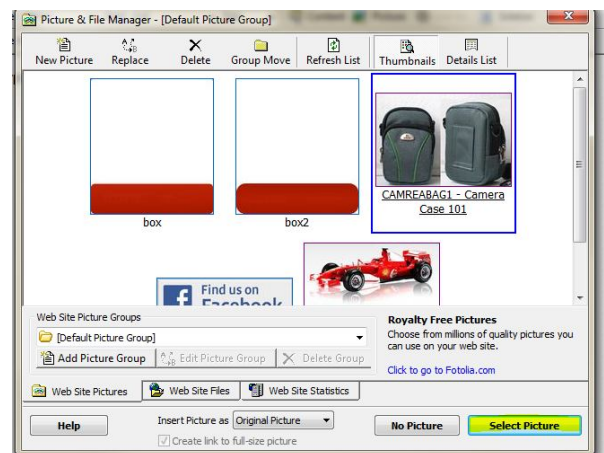 Picture & File Manager - [Default Picture Group]
New Picture Replace Delete Group Move Refresh List Thumbnails Details List
box
box2
CAMREABAG1 - Camera
Case 101
Find us on
Facebook
Web Site Picture Groups
[Default Picture Group]
Add Picture Group Edit Picture Group Delete Group
Royalty Free Pictures
Choose from millions of quality pictures you
can use on your web site.
Click to go to Fotolia.com
Web Site Pictures Web Site Files Web Site Statistics
Help
Insert Picture as Original Picture
Create link to full-size picture
No Picture
Select Picture